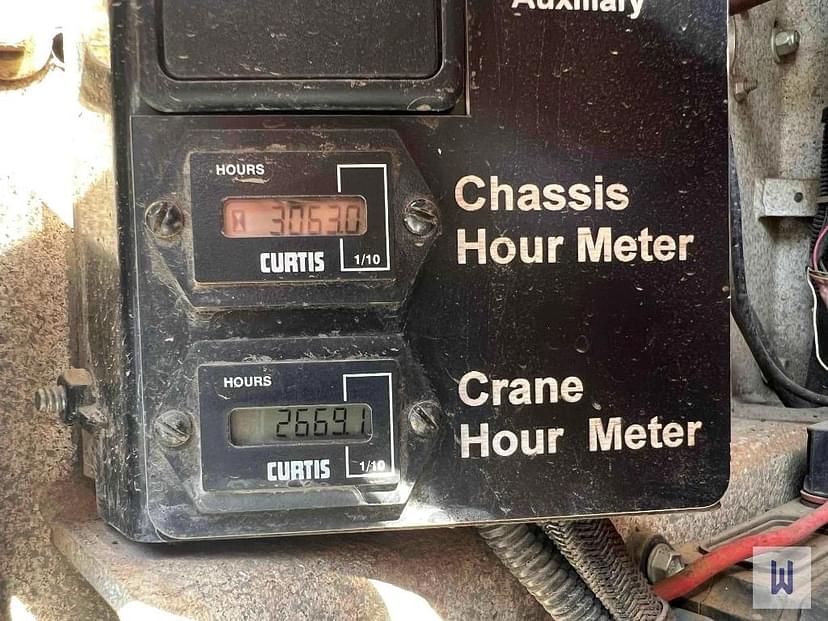 Auxiliary
HOURS
3063.0
CURTIS
1/10
Chassis
Hour Meter
HOURS
2669.1
CURTIS
1/10
Crane
Hour Meter
W